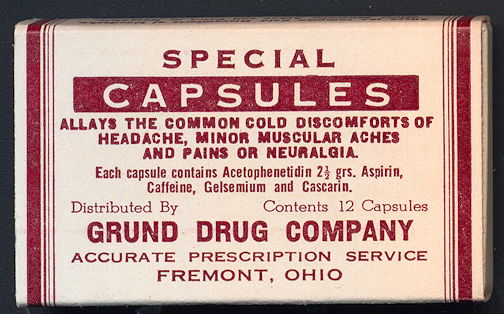 SPECIAL
CAPSULES
ALLAYS THE COMMON COLD DISCOMFORTS OF
HEADACHE, MINOR MUSCULAR ACHES
AND PAINS OR NEURALGIA.
Each capsule contains Acetophenetidin 2½ grs. Aspirin,
Caffeine, Gelsemium and Cascarin.
Distributed By Contents 12 Capsules
GRUND DRUG COMPANY
ACCURATE PRESCRIPTION SERVICE
FREMONT, OHIO